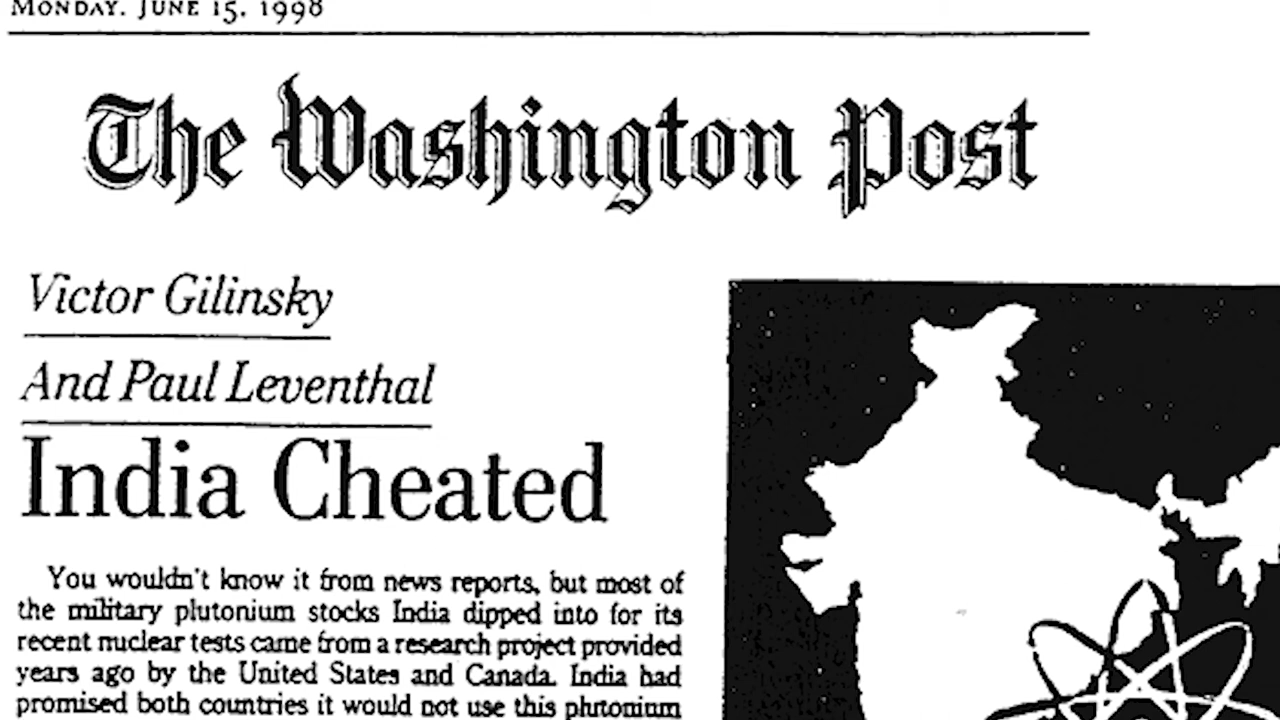 MONDAY, JUNE 15, 1998
The Washington Post
Victor Gilinsky
And Paul Leventhal
India Cheated
You wouldn't know it from news reports, but most of
the military plutonium stocks India dipped into for its
recent nuclear tests came from a research project provided
years ago by the United States and Canada. India had
promised both countries it would not use this plutonium